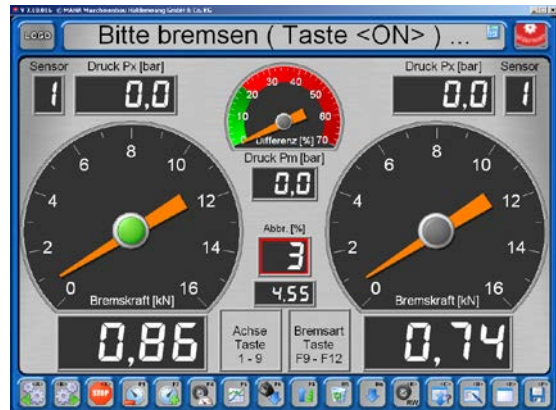 V 7.10.016 © MAHA Maschinenbau Haldenwang GmbH & Co. KG
LOGO
Bitte bremsen ( Taste <ON> ) ...
Sensor
Druck Px [bar]
Druck Px [bar]
Sensor
1
0,0
0,0
1
0 10 20 30 40 50 60 70
Differenz [%]
Druck Pm [bar]
0,0
0 2 4 6 8 10 12 14 16
Bremskraft [kN]
Abbr. [%]
3
4.55
0 2 4 6 8 10 12 14 16
Bremskraft [kN]
0,86
Achse
Taste
1 - 9
Bremsart
Taste
F9 - F12
0,74
STOP
RW